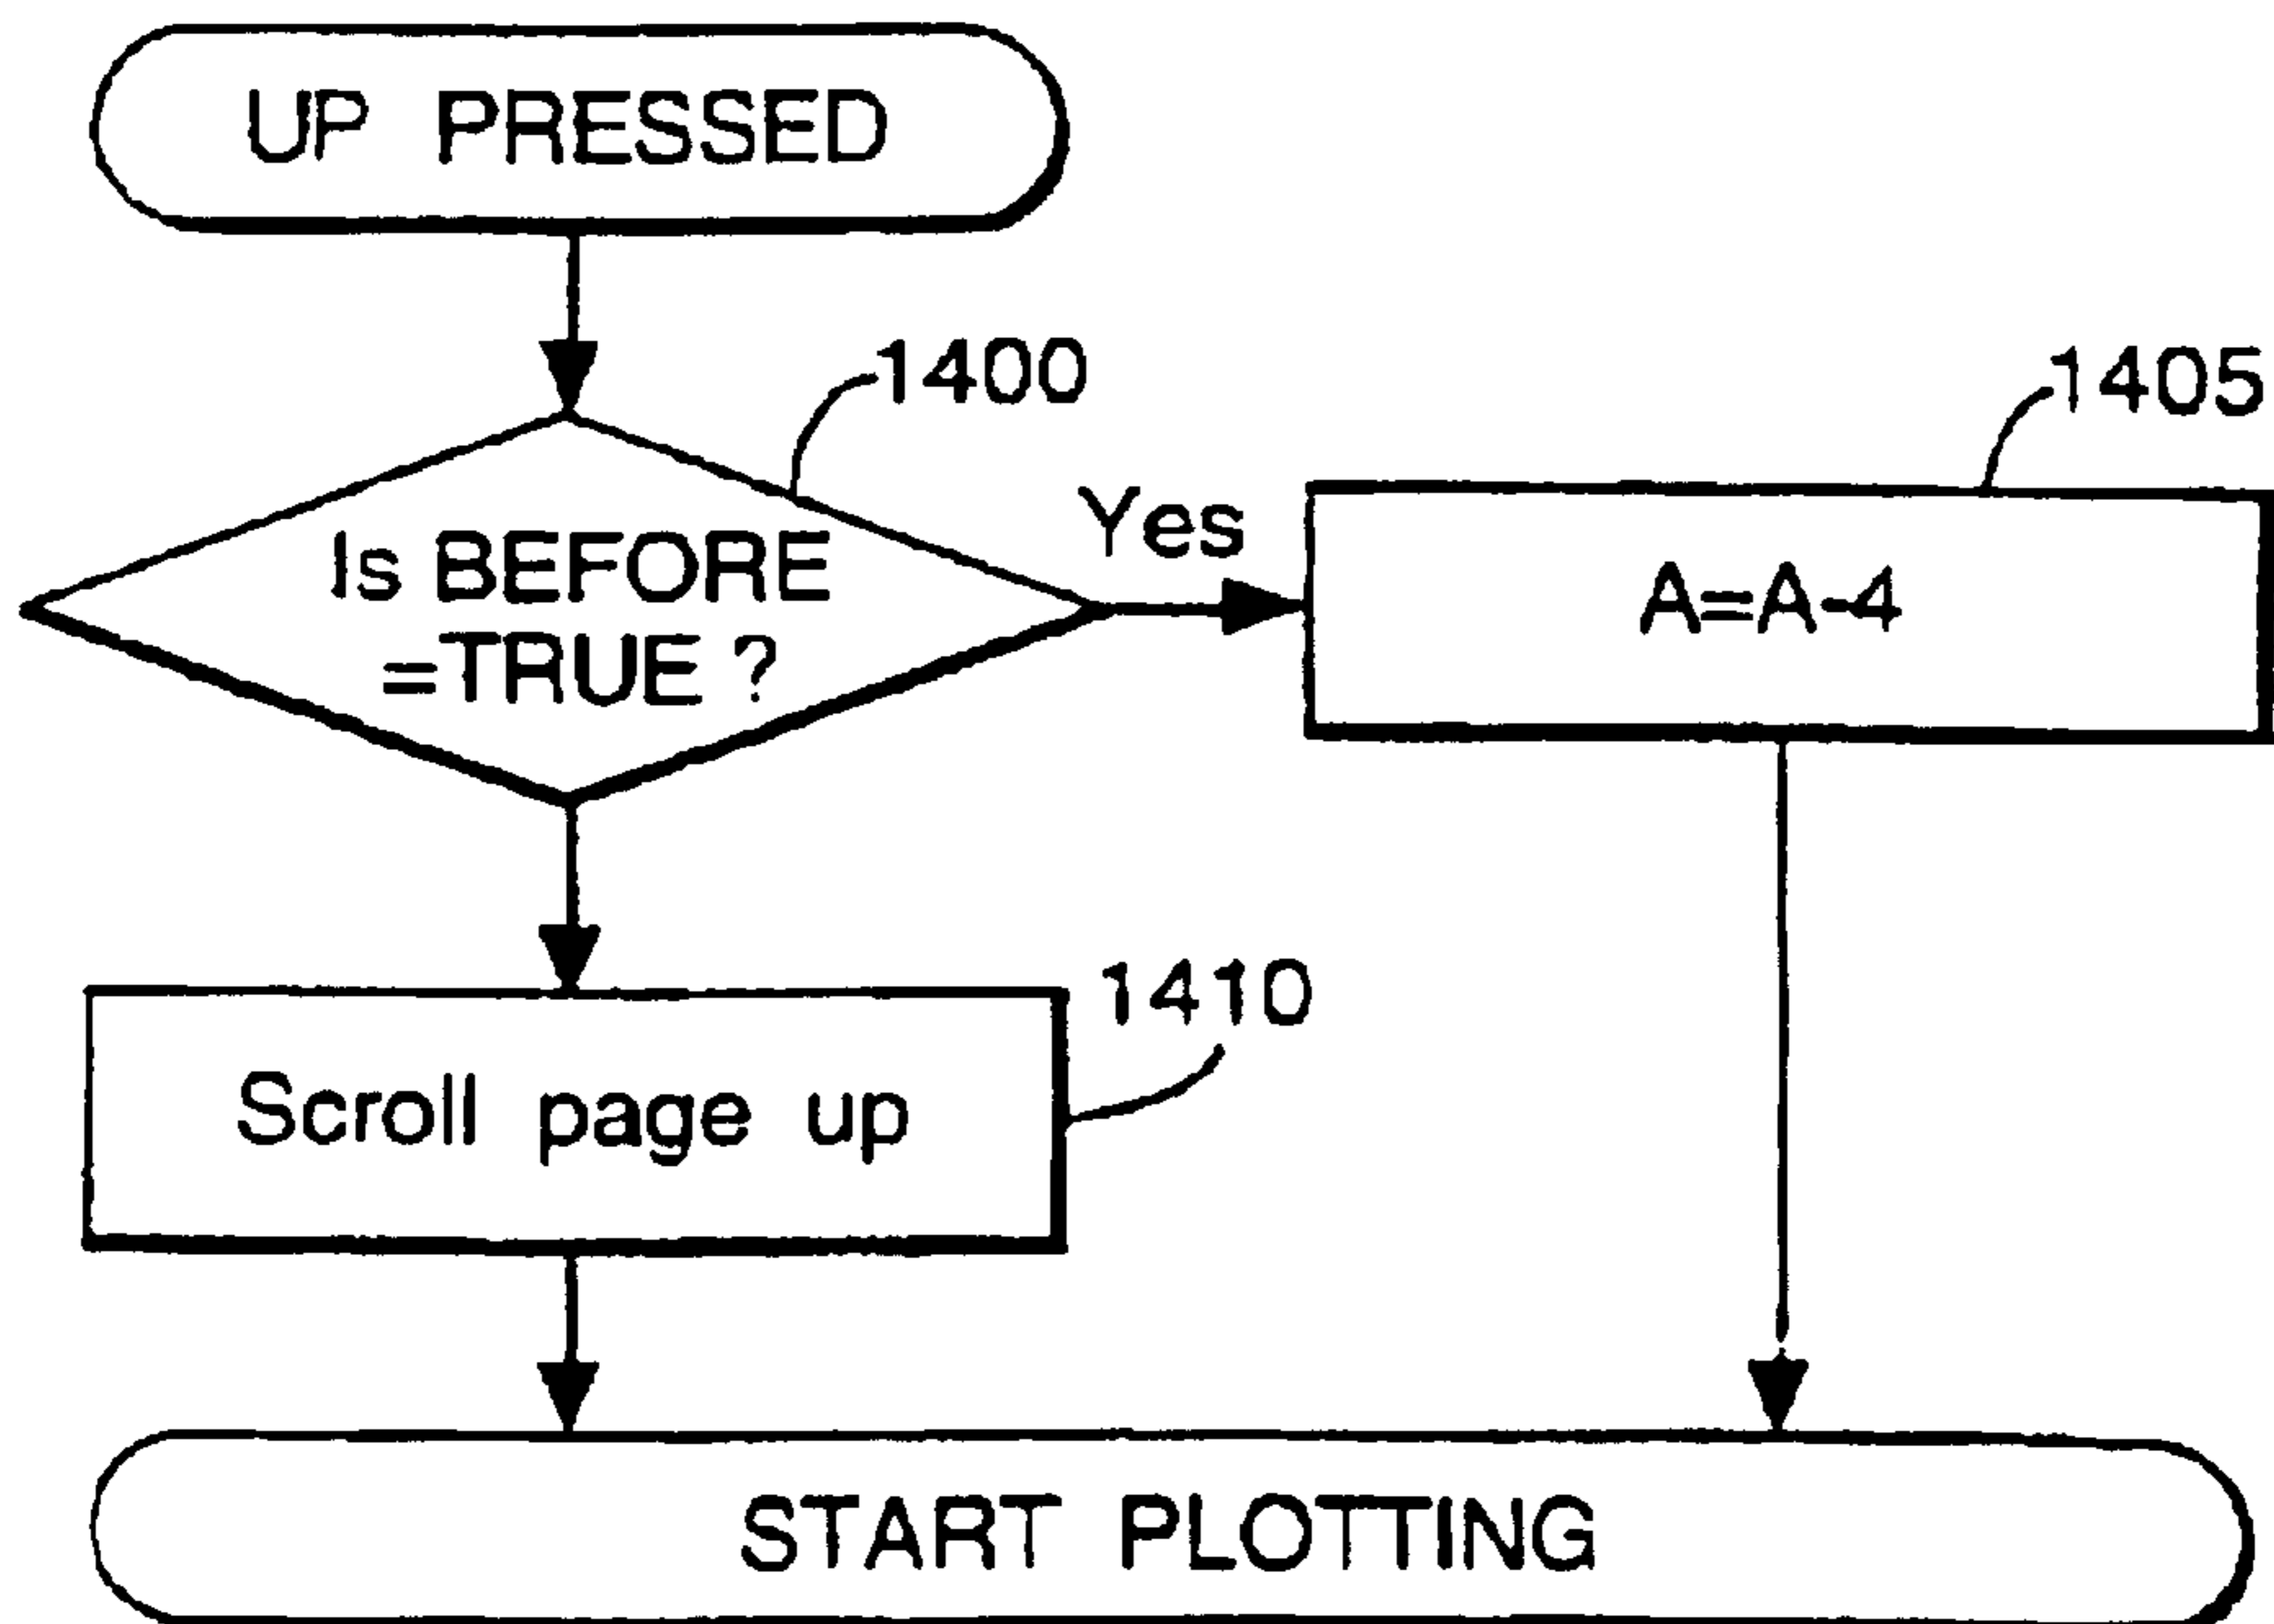 UP PRESSED
1400
1405
Is BEFORE
=TRUE ?
Yes
A=A-4
1410
Scroll page up
START PLOTTING